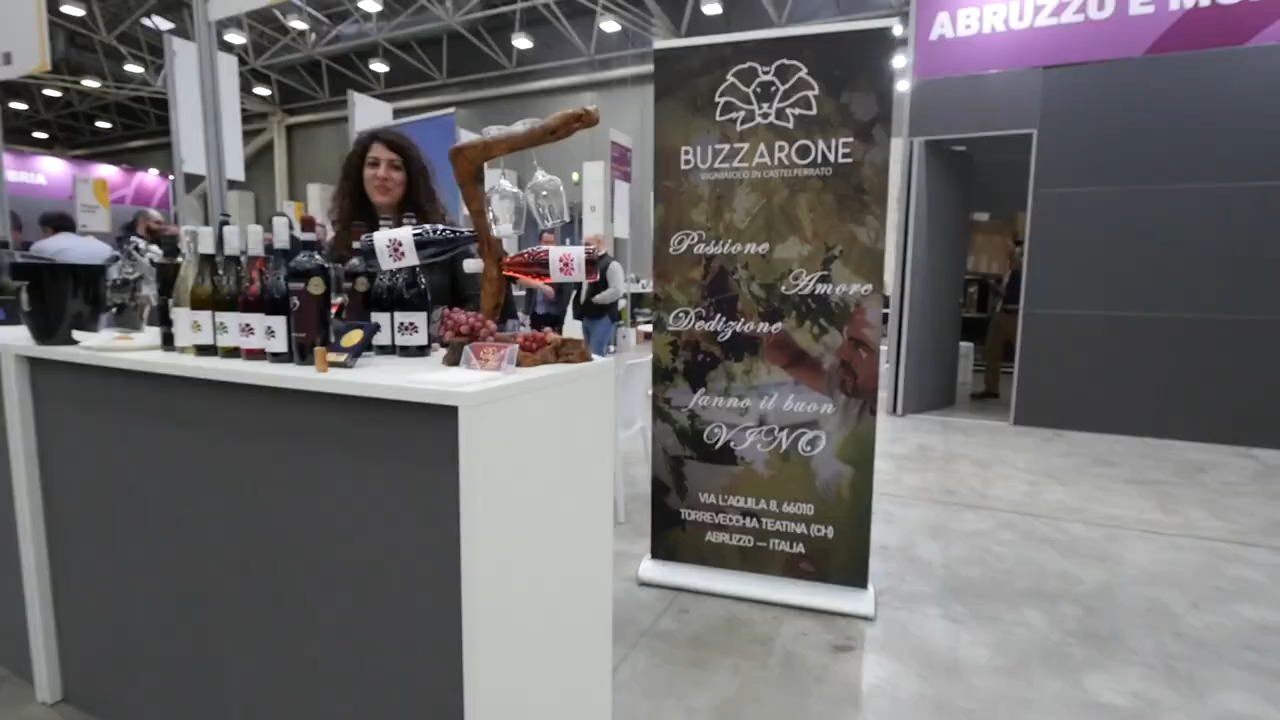 ABRUZZO E MO
BRIA
BUZZARONE
VIGNAIOLO IN CASTELFERRATO
Passione
Amore
Dedizione
fanno il buon
VINO
VIA L'AQUILA 8, 66010
TORREVECCHIA TEATINA (CH)
ABRUZZO — ITALIA